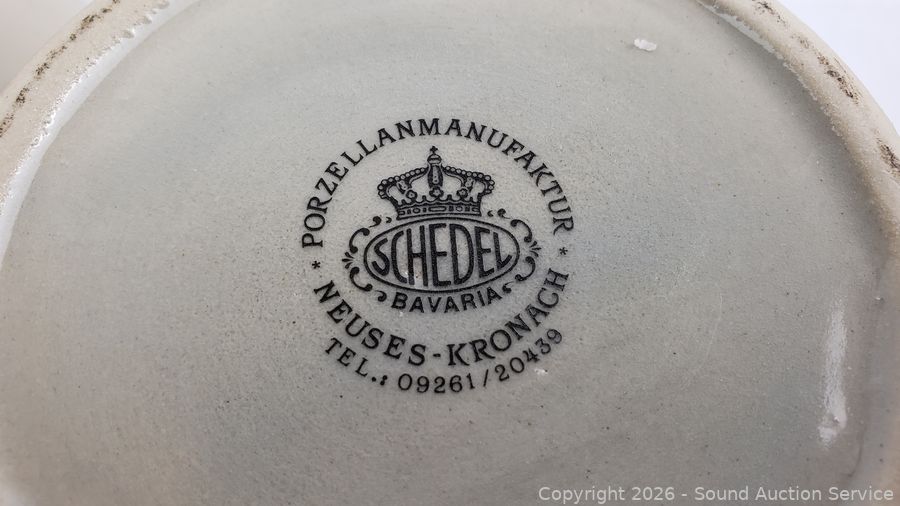 * PORZELLANMANUFAKTUR *
SCHEDEL
BAVARIA
NEUSES-KRONACH
TEL.: 09261/20439
Copyright 2026 - Sound Auction Service